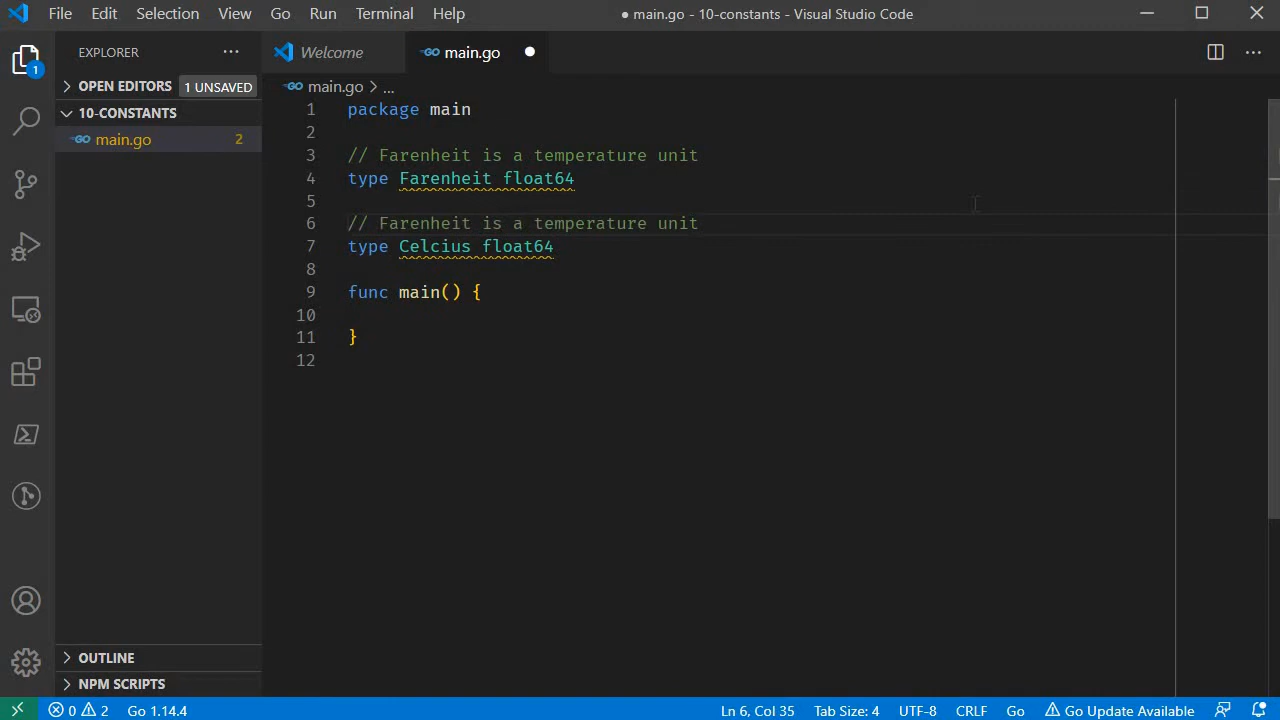 File Edit Selection View Go Run Terminal Help ● main.go - 10-constants - Visual Studio Code
EXPLORER ···
Welcome
main.go ●
OPEN EDITORS 1 UNSAVED
main.go > ...
10-CONSTANTS
main.go 2
1 package main
2
3 // Farenheit is a temperature unit
4 type Farenheit float64
5
6 // Farenheit is a temperature unit
7 type Celcius float64
8
9 func main() {
10
11 }
12
1
OUTLINE
NPM SCRIPTS
0 2 Go 1.14.4 Ln 6, Col 35 Tab Size: 4 UTF-8 CRLF Go Go Update Available